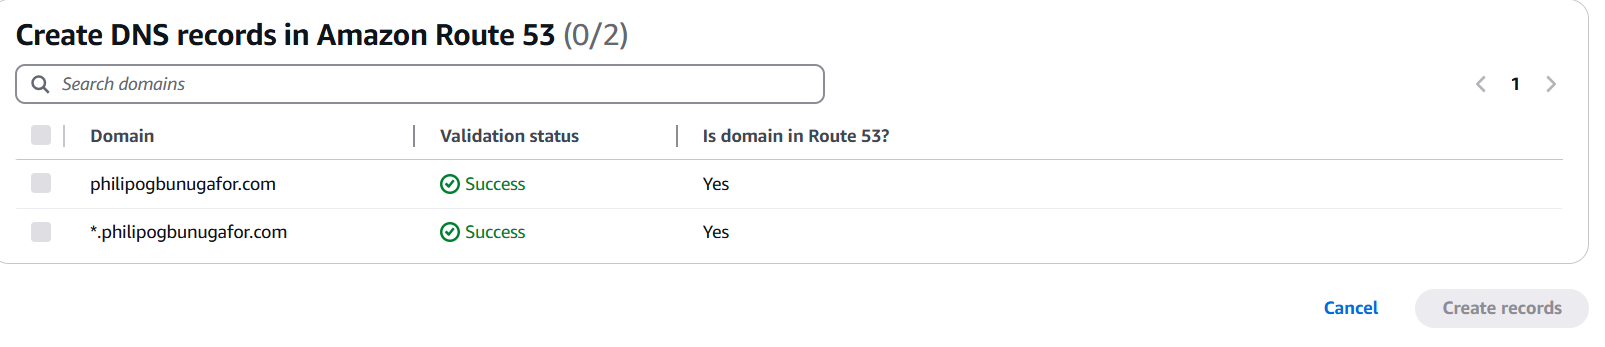 Create DNS records in Amazon Route 53 (0/2)
Search domains
1
Domain Validation status Is domain in Route 53?
philipogbunugafor.com Success Yes
*.philipogbunugafor.com Success Yes
Cancel Create records